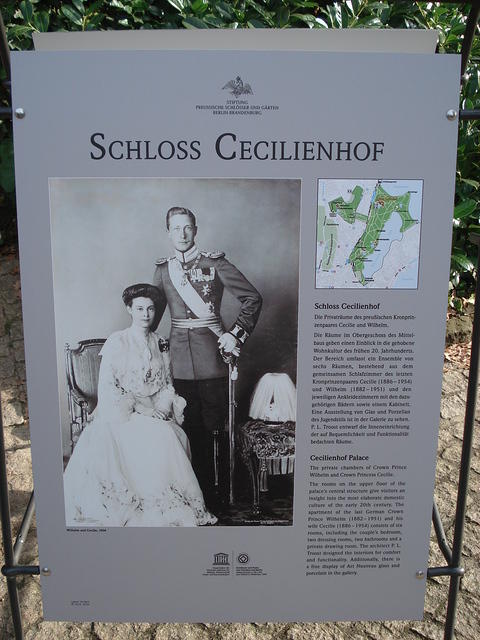 STIFTUNG
PREUSSISCHE SCHLÖSSER UND GÄRTEN
BERLIN-BRANDENBURG
SCHLOSS CECILIENHOF
Schloss Cecilienhof
Die Privaträume des preußischen Kronprin-
zenpaares Cecilie und Wilhelm.
Die Räume im Obergeschoss des Mittel-
baus geben einen Einblick in die gehobene
Wohnkultur des frühen 20. Jahrhunderts.
Der Bereich umfasst ein Ensemble von
sechs Räumen, bestehend aus dem
gemeinsamen Schlafzimmer des letzten
Kronprinzenpaares Cecilie (1886 – 1954)
und Wilhelm (1882 – 1951) und den
jeweiligen Ankleidezimmern mit den dazu-
gehörigen Bädern sowie einem Kabinett.
Eine Ausstellung von Glas und Porzellan
des Jugendstils ist in der Galerie zu sehen.
P. L. Troost entwarf die Inneneinrichtung
der auf Bequemlichkeit und Funktionalität
bedachten Räume.
Cecilienhof Palace
The private chambers of Crown Prince
Wilhelm and Crown Princess Cecilie.
The rooms on the upper floor of the
palace's central structure give visitors an
insight into the most elaborate domestic
culture of the early 20th century. The
apartment of the last German Crown
Prince Wilhelm (1882 – 1951) and his
wife Cecilie (1886 – 1954) consists of six
rooms, including the couple's bedroom,
two dressing rooms, two bathrooms and a
private drawing room. The architect P. L.
Troost designed the interiors for comfort
and functionality. Additionally, there is
a fine display of Art Nouveau glass and
porcelain in the gallery.
Wilhelm und Cecilie, 1908